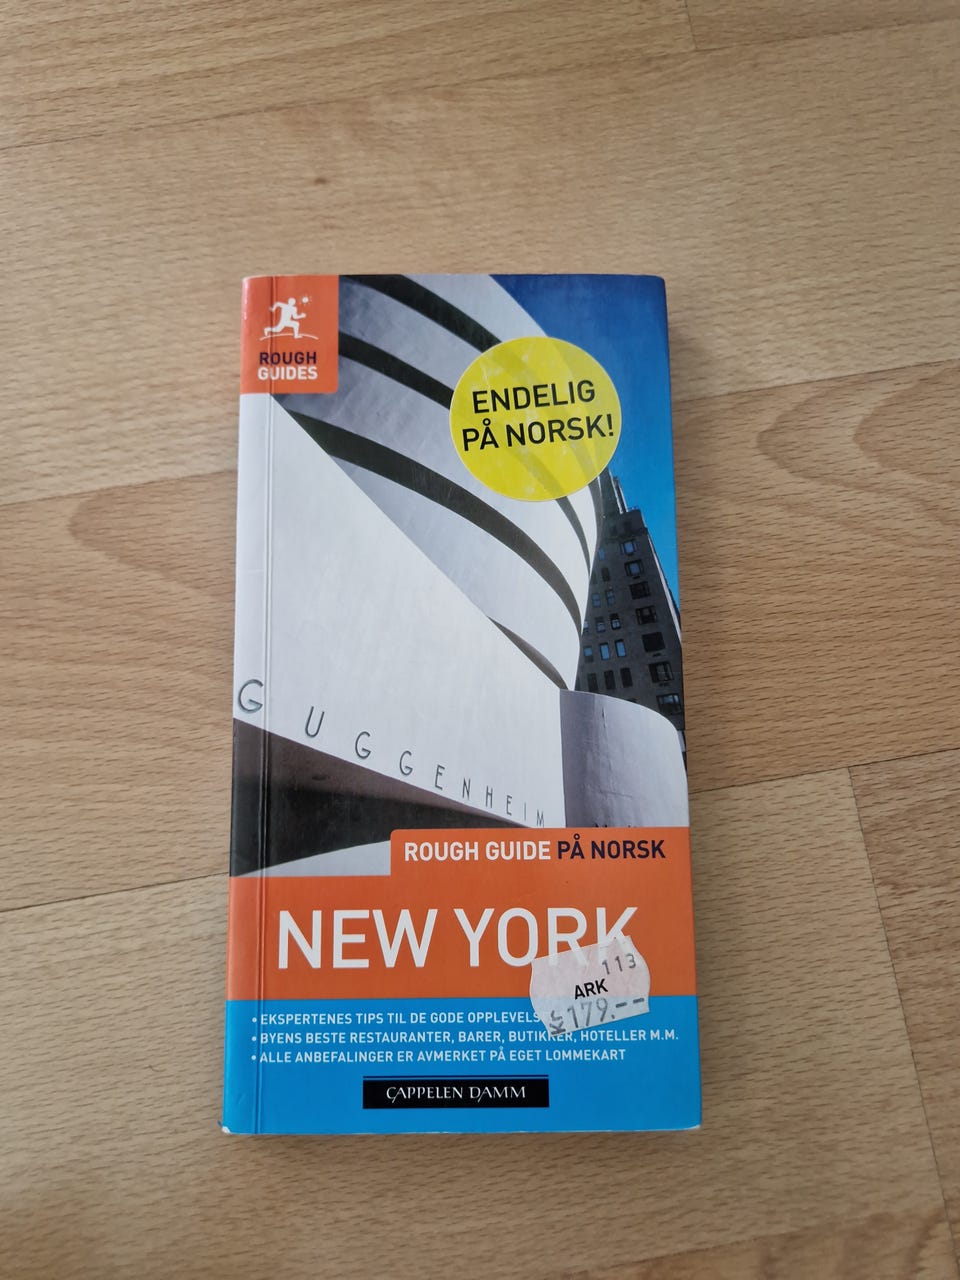 ROUGH
GUIDES
ENDELIG
PÅ NORSK!
GUGGENHEIM
ROUGH GUIDE PÅ NORSK
NEW YORK
113
ARK
Kr 179.--
• EKSPERTENES TIPS TIL DE GODE
• BYENS BESTE RESTAURANTER, BARER, BUTIKKER, HOTELLER M.M.
• ALLE ANBEFALINGER ER AVMERKET PÅ EGET LOMMEKART
CAPPELEN DAMM